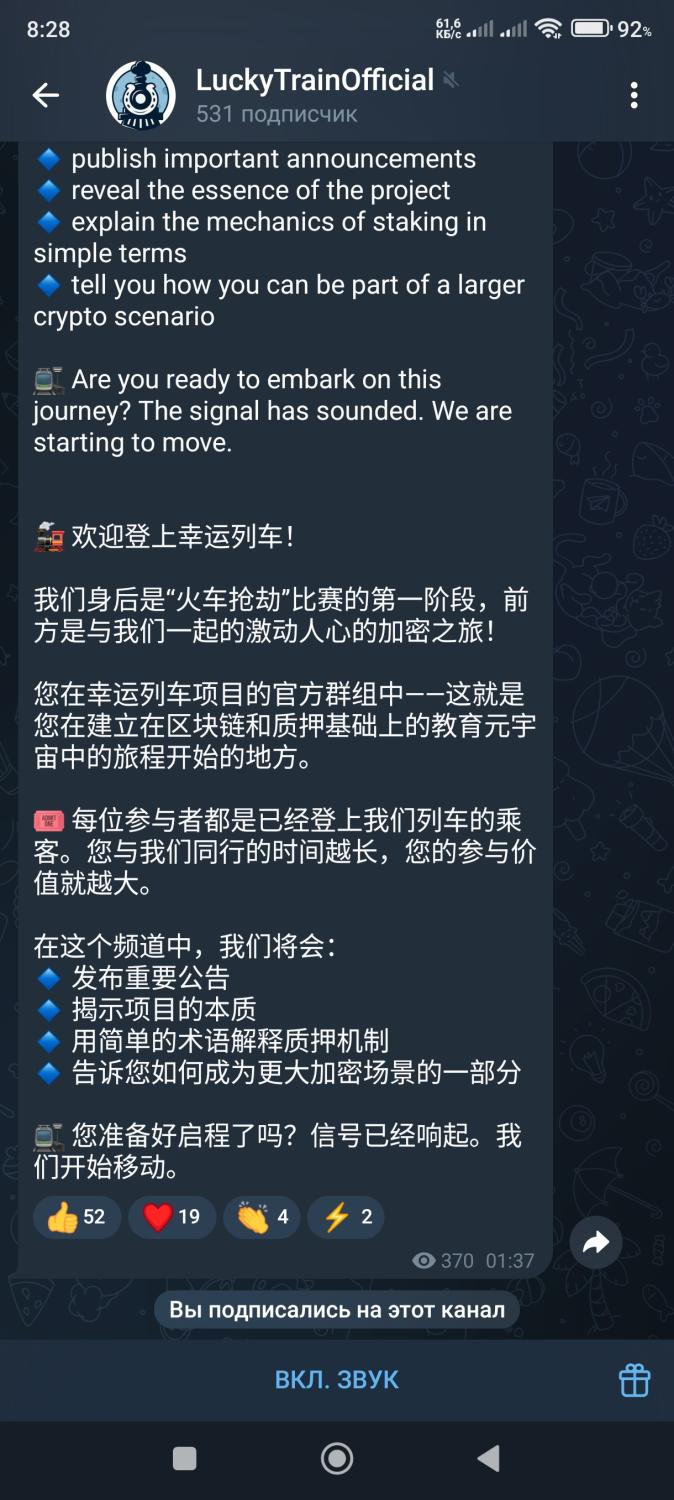 8:28
61,6
КБ/с
92%
LuckyTrainOfficial
531 подписчик
🔹 publish important announcements
🔹 reveal the essence of the project
🔹 explain the mechanics of staking in
simple terms
🔹 tell you how you can be part of a larger
crypto scenario
🚉 Are you ready to embark on this
journey? The signal has sounded. We are
starting to move.
🚂 欢迎登上幸运列车！
我们身后是“火车抢劫”比赛的第一阶段，前
方是与我们一起的激动人心的加密之旅！
您在幸运列车项目的官方群组中——这就是
您在建立在区块链和质押基础上的教育元宇
宙中的旅程开始的地方。
🎟 每位参与者都是已经登上我们列车的乘
客。您与我们同行的时间越长，您的参与价
值就越大。
在这个频道中，我们将会：
🔹 发布重要公告
🔹 揭示项目的本质
🔹 用简单的术语解释质押机制
🔹 告诉您如何成为更大加密场景的一部分
🚉 您准备好启程了吗？信号已经响起。我
们开始移动。
👍 52 ❤️ 19 👏 4 ⚡ 2
370 01:37
Вы подписались на этот канал
ВКЛ. ЗВУК